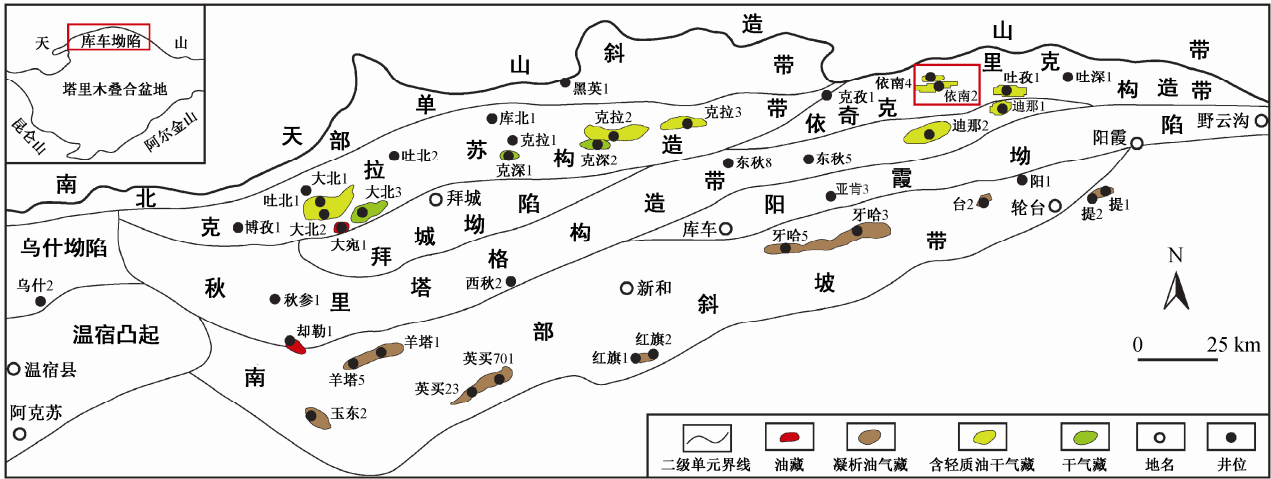 天 山
库车坳陷
塔里木叠合盆地
昆仑山
阿尔金山
南天山
北部单斜带
克拉苏构造带
依奇克里克构造带
秋里塔格构造带
拜城坳陷
阳霞坳陷
南部斜坡带
乌什坳陷
温宿凸起
造
山
带
黑英1
库北1
克拉1
克深1
克拉2
克深2
克拉3
吐北2
大北1
吐北1
大北2
大北3
大宛1
博孜1
拜城
克孜1
依南4
依南2
吐孜1
迪那1
吐深1
迪那2
东秋8
东秋5
亚肯3
阳霞
野云沟
阳1
轮台
台2
提2
提1
库车
牙哈5
牙哈3
乌什2
秋参1
西秋2
新和
却勒1
羊塔1
羊塔5
英买701
英买23
红旗1
红旗2
玉东2
温宿县
阿克苏
N
0 25 km
二级单元界线
油藏
凝析油气藏
含轻质油干气藏
干气藏
地名
井位